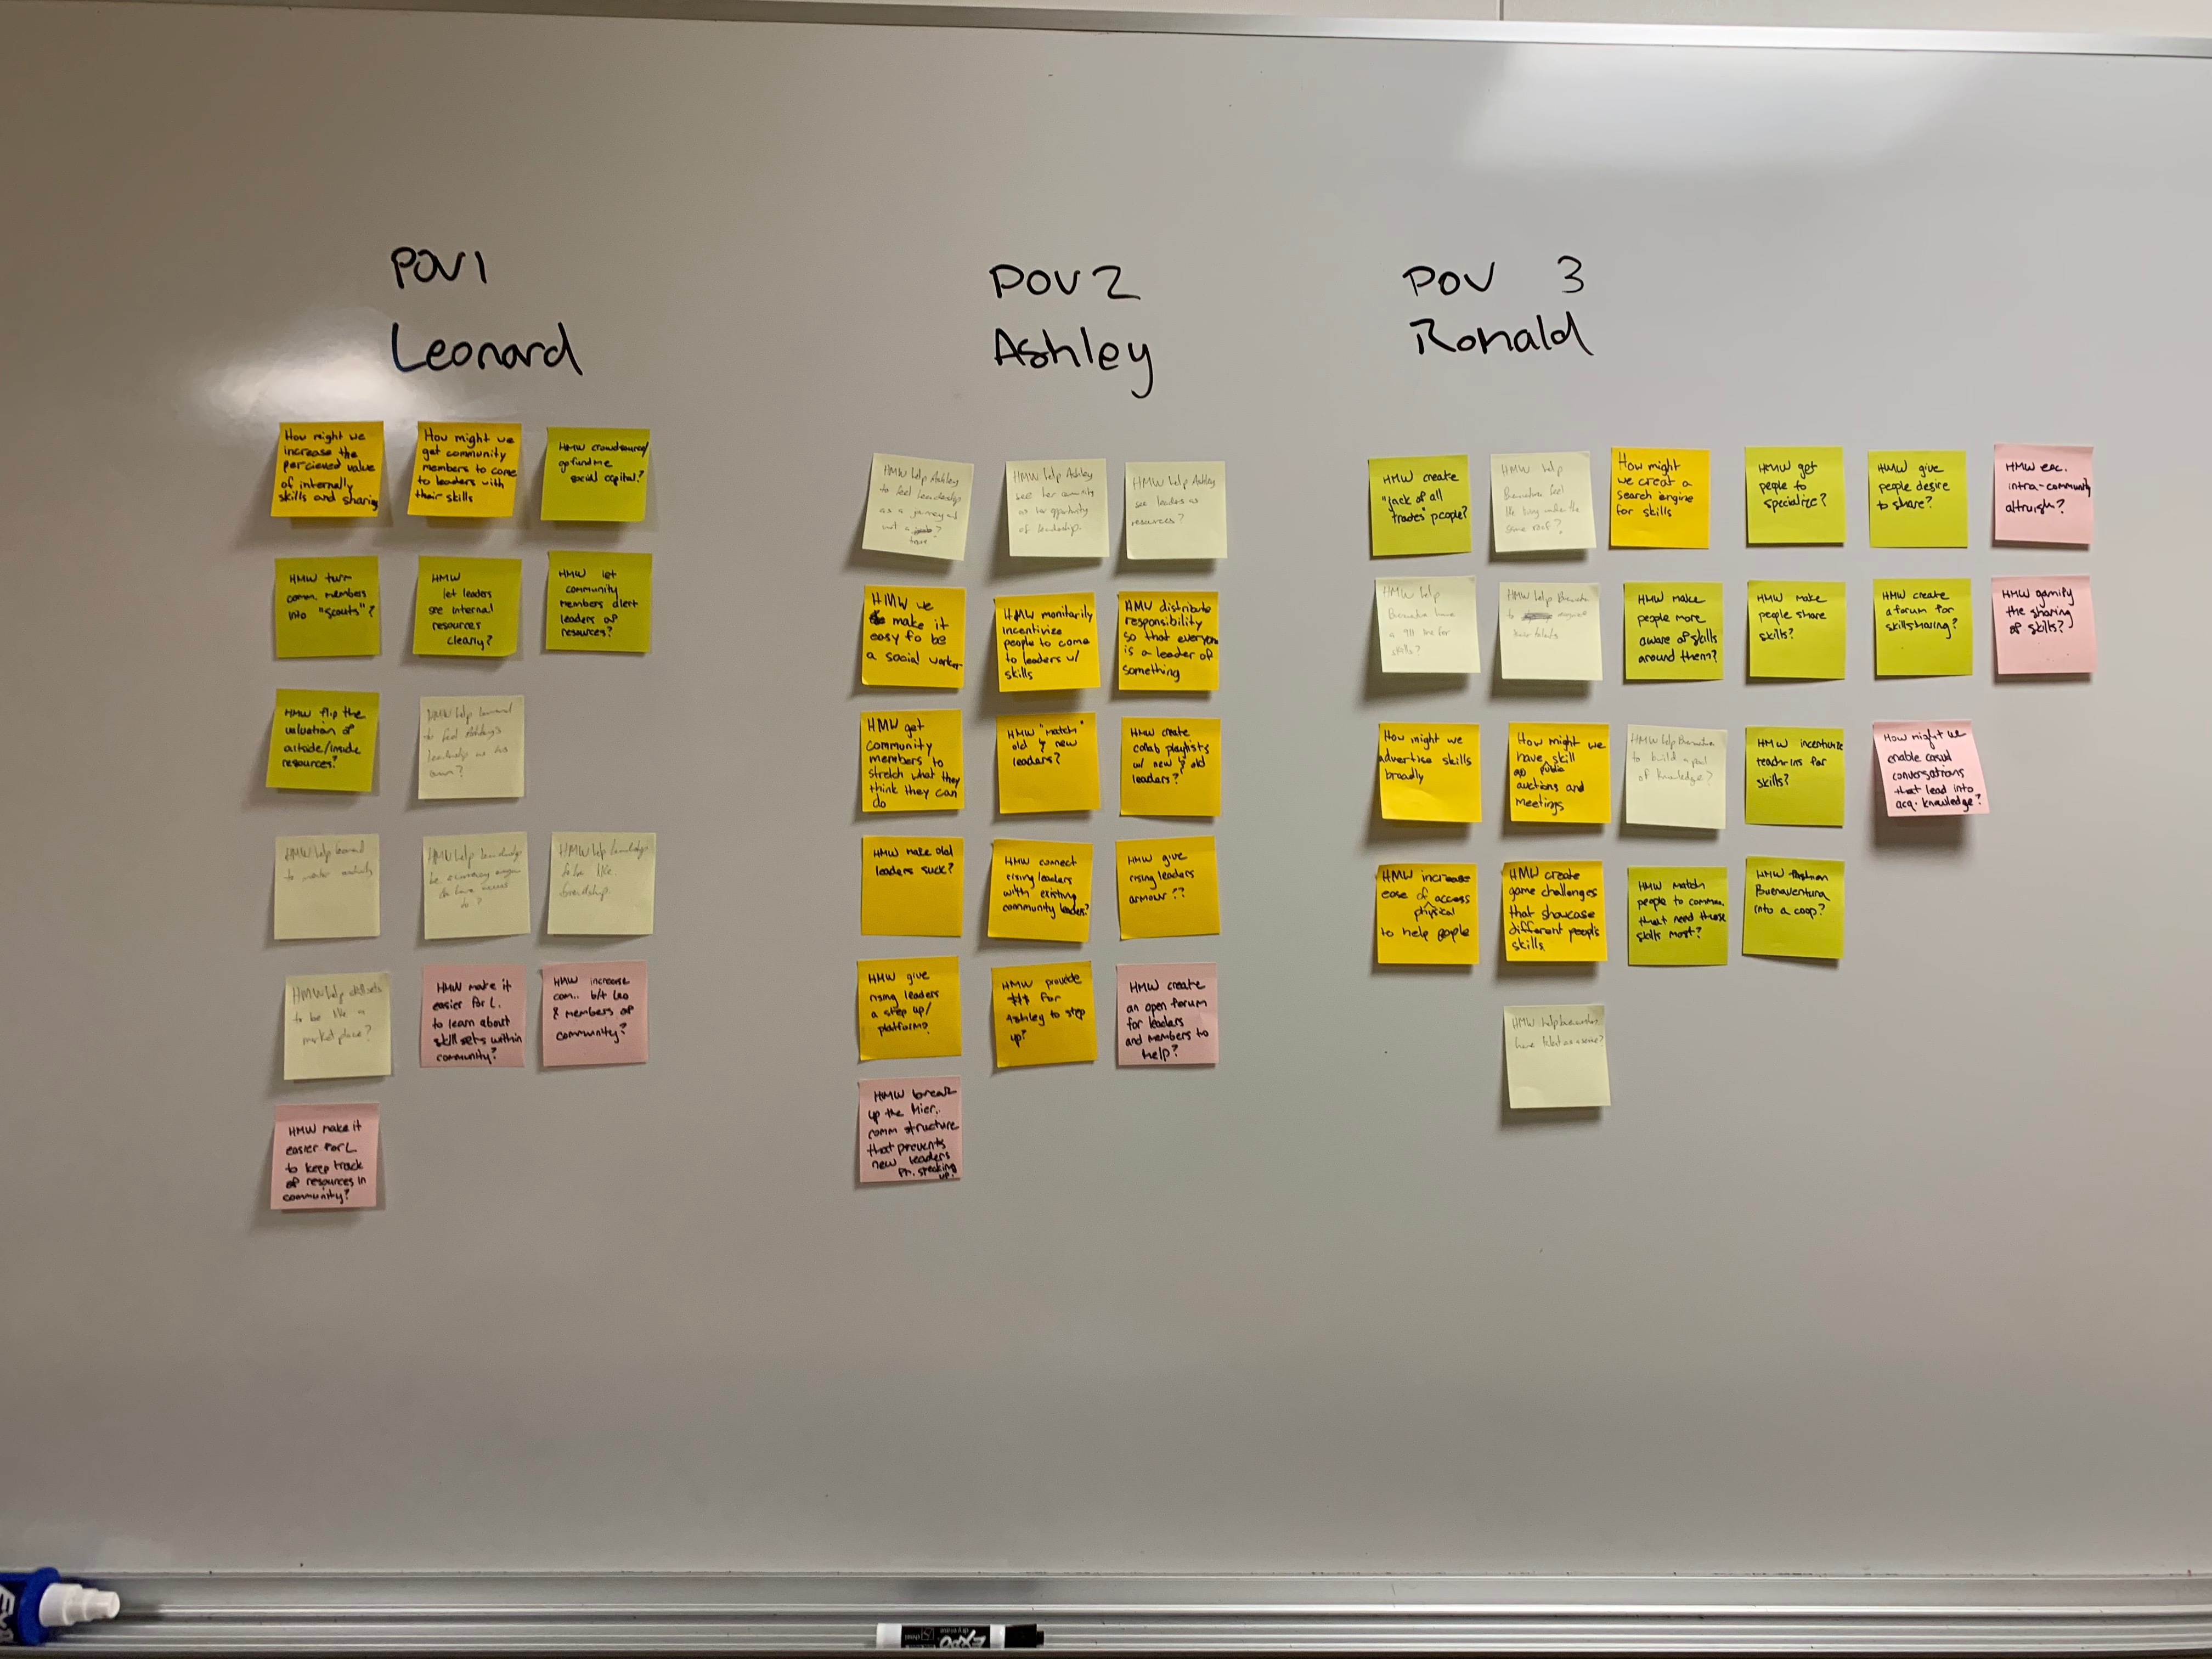 POV 1
Leonard
How might we
increase the
percieved value
of internally
skills and sharing
How might we
get community
members to come
to leaders with
their skills
HMW crowdsource/
gofundme
social capital?
HMW turn
comm. members
into "scouts"?
HMW
let leaders
see internal
resources
clearly?
HMW let
community
members alert
leaders of
resources?
HMW flip the
valuation of
outside/inside
resources?
HMW help Leonard
to feel Ashley's
leadership as his
own?
HMW help Leonard
to
HMW help leadership
be
HMW help leadership
to be like
friendship.
HMW help skillsets
to be like a
market place?
HMW make it
easier for L.
to learn about
skill sets within
community?
HMW increase
com.. b/t Leo
& members of
community?
HMW make it
easier for L
to keep track
of resources in
community?
POV 2
Ashley
HMW help Ashley
to feel leadership
as a journey and
not a
HMW help Ashley
see her community
as her opportunity
of leadership.
HMW help Ashley
see leaders as
resources?
HMW we
make it
easy fo be
a social worker
HMW monitarily
incentivize
people to come
to leaders w/
skills
HMW distribute
responsibility
so that everyone
is a leader of
something
HMW get
community
members to
stretch what they
think they can
do
HMW "match"
old & new
leaders?
HMW create
collab playlists
w/ new & old
leaders?
HMW make old
leaders suck?
HMW connect
rising leaders
with existing
community leaders?
HMW give
rising leaders
armour??
HMW give
rising leaders
a step up/
platform?
HMW provide
$$$ for
Ashley to step
up?
HMW create
an open forum
for leaders
and members to
help?
HMW break
up the hier.
comm structure
that prevents
new leaders
fr. speaking
up?
POV 3
Ronald
HMW create
"jack of all
trades" people?
HMW help
Buenaventura feel
like living under the
same roof?
How might
we creat a
search engine
for skills
HMW get
people to
specialize?
HMW give
people desire
to share?
HMW enc.
intra-community
altruism?
HMW help
Buenaventura have
a 911 line for
skills?
HMW help
to
their talents
HMW make
people more
aware of skills
around them?
HMW make
people share
skills?
HMW create
a forum for
skillsharing?
HMW gamify
the sharing
of skills?
How might we
advertise skills
broadly
How might we
have skill
public
auctions and
meetings
HMW help Buenaventura
to build a pool
of knowledge?
HMW incentivize
teach-ins for
skills?
How might we
enable casual
conversations
that lead into
acq. knowledge?
HMW increase
ease of access
physical
to help people
HMW create
game challenges
that showcase
different people's
skills
HMW match
people to comm.
that need those
skills most?
HMW
Buenaventura
into a coop?
HMW help
have talent as a service?
EXPO